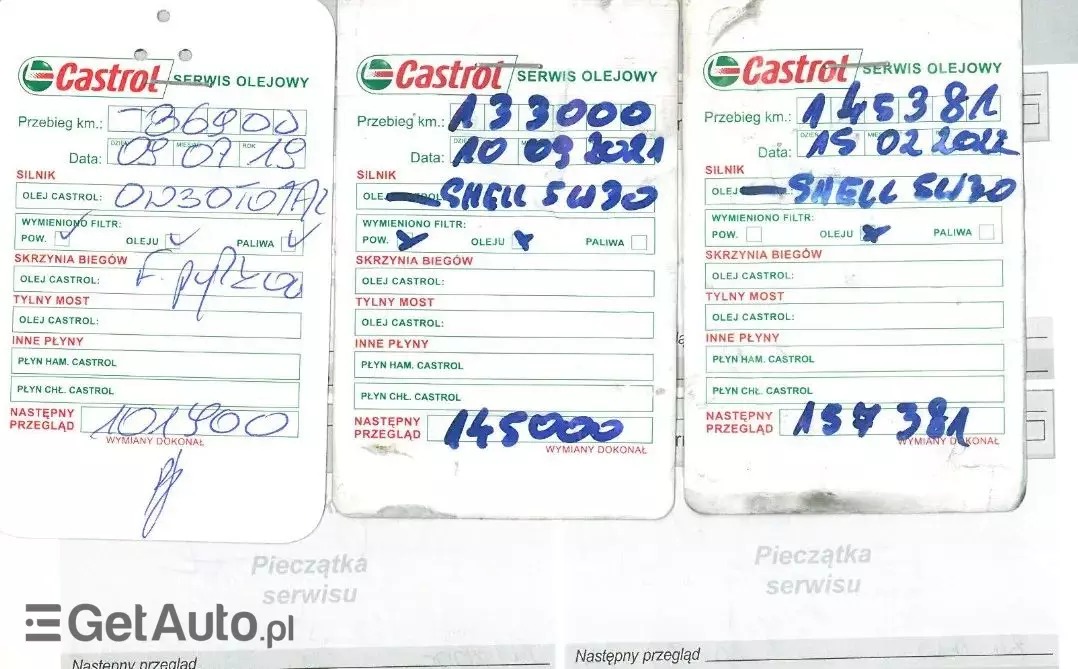 Castrol SERWIS OLEJOWY
Przebieg km.: 86900
Data: 09 07 19
SILNIK
OLEJ CASTROL: 0W30 TOTAL
WYMIENIONO FILTR:
POW. OLEJU PALIWA
SKRZYNIA BIEGÓW
OLEJ CASTROL: F. pyłkowy
TYLNY MOST
OLEJ CASTROL:
INNE PŁYNY
PŁYN HAM. CASTROL
PŁYN CHŁ. CASTROL
NASTĘPNY
PRZEGLĄD 101900
WYMIANY DOKONAŁ
Castrol SERWIS OLEJOWY
Przebieg km.: 133000
Data: 10 09 2021
SILNIK
OLEJ SHELL 5W30
WYMIENIONO FILTR:
POW. OLEJU PALIWA
SKRZYNIA BIEGÓW
OLEJ CASTROL:
TYLNY MOST
OLEJ CASTROL:
INNE PŁYNY
PŁYN HAM. CASTROL
PŁYN CHŁ. CASTROL
NASTĘPNY
PRZEGLĄD 145000
WYMIANY DOKONAŁ
Castrol SERWIS OLEJOWY
Przebieg km.: 145381
Data: 15 02 2022
SILNIK
OLEJ SHELL 5W30
WYMIENIONO FILTR:
POW. OLEJU PALIWA
SKRZYNIA BIEGÓW
OLEJ CASTROL:
TYLNY MOST
OLEJ CASTROL:
INNE PŁYNY
PŁYN HAM. CASTROL
PŁYN CHŁ. CASTROL
NASTĘPNY
PRZEGLĄD 157381
WYMIANY DOKONAŁ
Pieczątka
serwisu
Pieczątka
serwisu
GetAuto.pl
Następny przegląd
Następny przegląd